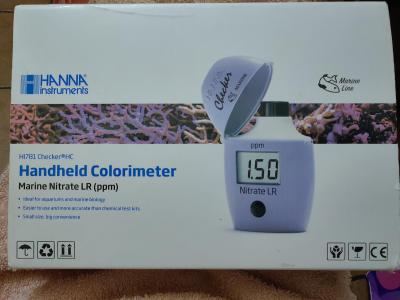 HANNA
instruments
Marine
Line
HANNA
Checker
MARINE
HI781 Checker®HC
Handheld Colorimeter
Marine Nitrate LR (ppm)
• Ideal for aquariums and marine biology
• Easier to use and more accurate than chemical test kits
• Small size, big convenience
ppm
1.50
Nitrate LR